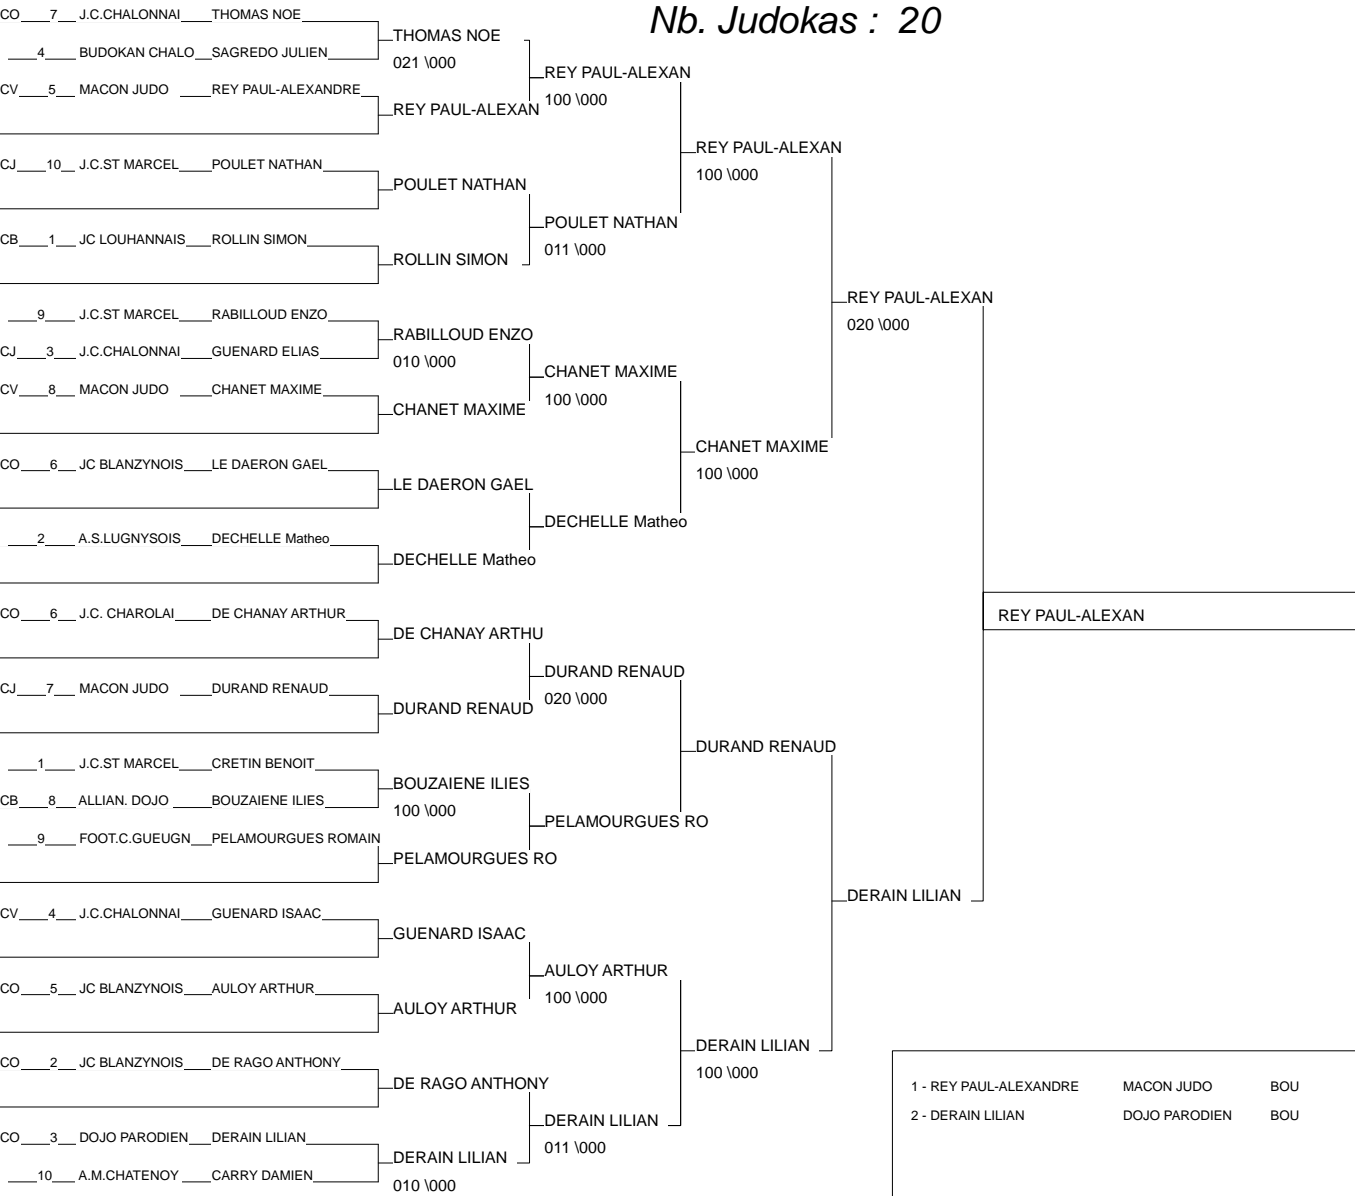 Nb. Judokas : 20
CO 7 J.C.CHALONNAI THOMAS NOE
THOMAS NOE
4 BUDOKAN CHALO SAGREDO JULIEN
021 \000
REY PAUL-ALEXAN
CV 5 MACON JUDO REY PAUL-ALEXANDRE
100 \000
REY PAUL-ALEXAN
REY PAUL-ALEXAN
CJ 10 J.C.ST MARCEL POULET NATHAN
100 \000
POULET NATHAN
POULET NATHAN
CB 1 JC LOUHANNAIS ROLLIN SIMON
011 \000
ROLLIN SIMON
REY PAUL-ALEXAN
9 J.C.ST MARCEL RABILLOUD ENZO
020 \000
RABILLOUD ENZO
CJ 3 J.C.CHALONNAI GUENARD ELIAS
010 \000
CHANET MAXIME
CV 8 MACON JUDO CHANET MAXIME
100 \000
CHANET MAXIME
CHANET MAXIME
CO 6 JC BLANZYNOIS LE DAERON GAEL
100 \000
LE DAERON GAEL
DECHELLE Matheo
2 A.S.LUGNYSOIS DECHELLE Matheo
DECHELLE Matheo
CO 6 J.C. CHAROLAI DE CHANAY ARTHUR
REY PAUL-ALEXAN
DE CHANAY ARTHU
DURAND RENAUD
CJ 7 MACON JUDO DURAND RENAUD
020 \000
DURAND RENAUD
DURAND RENAUD
1 J.C.ST MARCEL CRETIN BENOIT
BOUZAIENE ILIES
CB 8 ALLIAN. DOJO BOUZAIENE ILIES
100 \000
PELAMOURGUES RO
9 FOOT.C.GUEUGN PELAMOURGUES ROMAIN
PELAMOURGUES RO
DERAIN LILIAN
CV 4 J.C.CHALONNAI GUENARD ISAAC
GUENARD ISAAC
AULOY ARTHUR
CO 5 JC BLANZYNOIS AULOY ARTHUR
100 \000
AULOY ARTHUR
DERAIN LILIAN
CO 2 JC BLANZYNOIS DE RAGO ANTHONY
100 \000
DE RAGO ANTHONY
1 - REY PAUL-ALEXANDRE MACON JUDO BOU
2 - DERAIN LILIAN DOJO PARODIEN BOU
DERAIN LILIAN
CO 3 DOJO PARODIEN DERAIN LILIAN
011 \000
DERAIN LILIAN
10 A.M.CHATENOY CARRY DAMIEN
010 \000